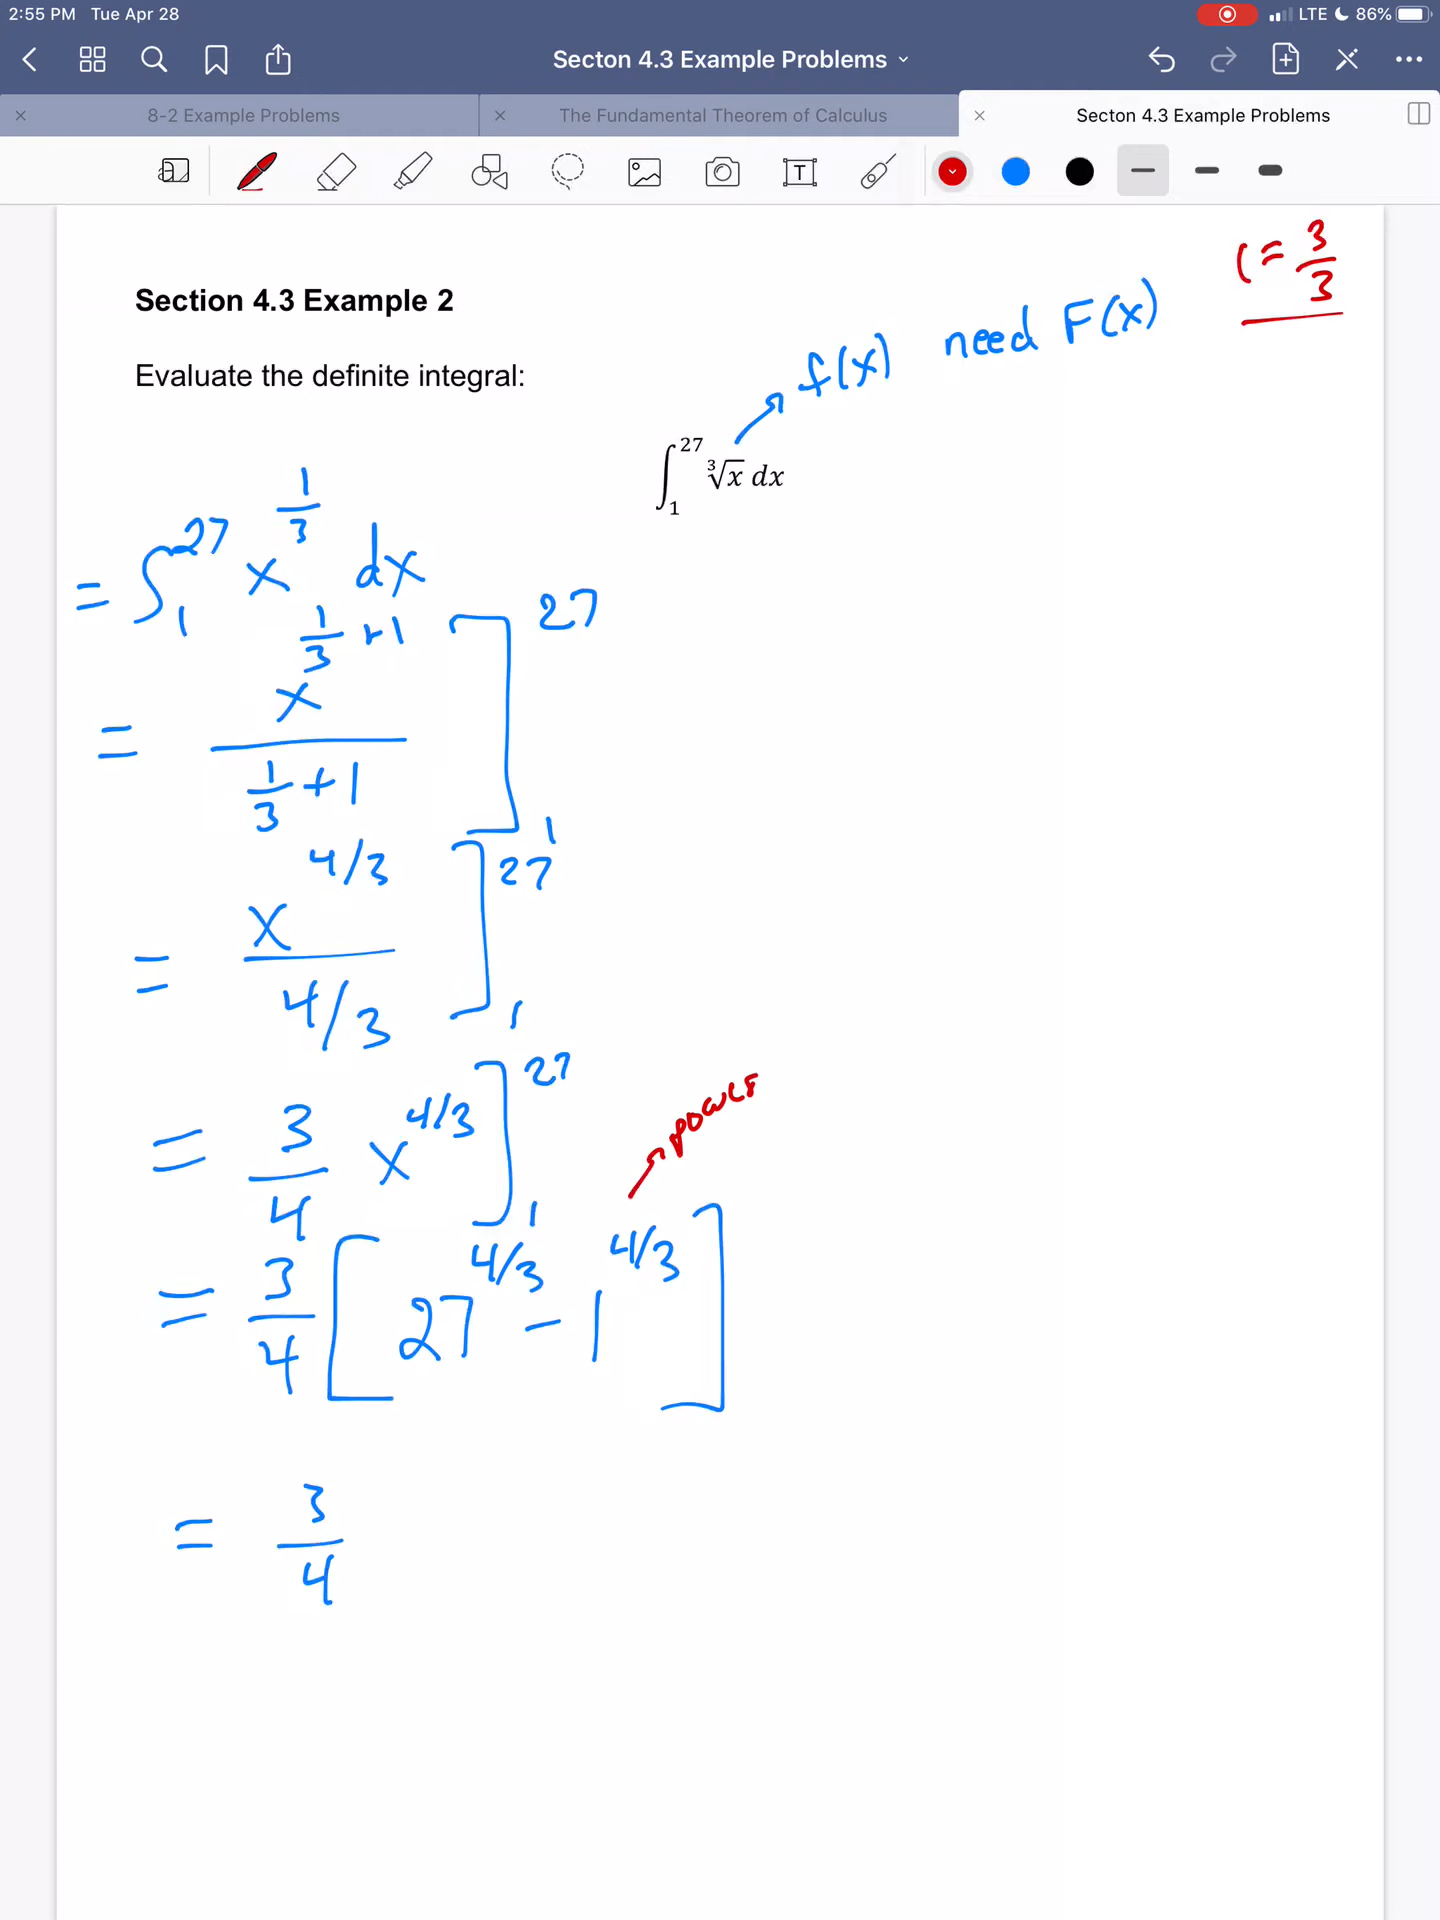 2:55 PM Tue Apr 28 LTE 86%
Secton 4.3 Example Problems
8-2 Example Problems The Fundamental Theorem of Calculus Secton 4.3 Example Problems
T
1 = 3/3
Section 4.3 Example 2
f(x) need F(x)
Evaluate the definite integral:
∫₁²⁷ ∛x dx
= ∫₁²⁷ x^(1/3) dx
= x^(1/3 + 1) / (1/3 + 1) ]₁²⁷
= x^(4/3) / (4/3) ]₁²⁷
= 3/4 x^(4/3) ]₁²⁷
power
= 3/4 [ 27^(4/3) - 1^(4/3) ]
= 3/4